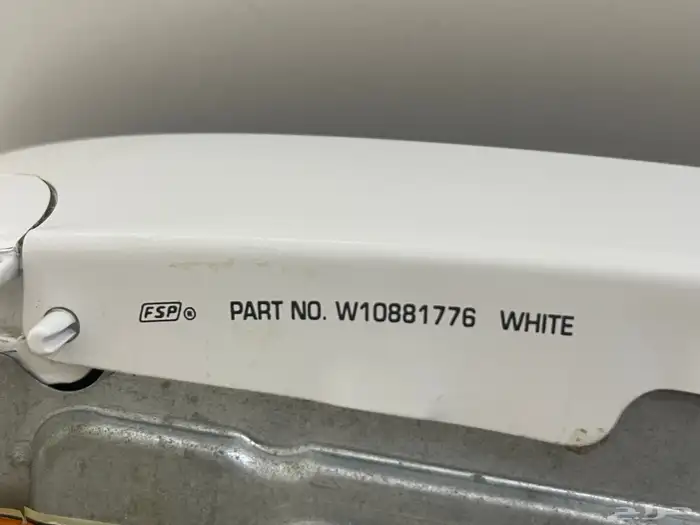 FSP® PART NO. W10881776 WHITE